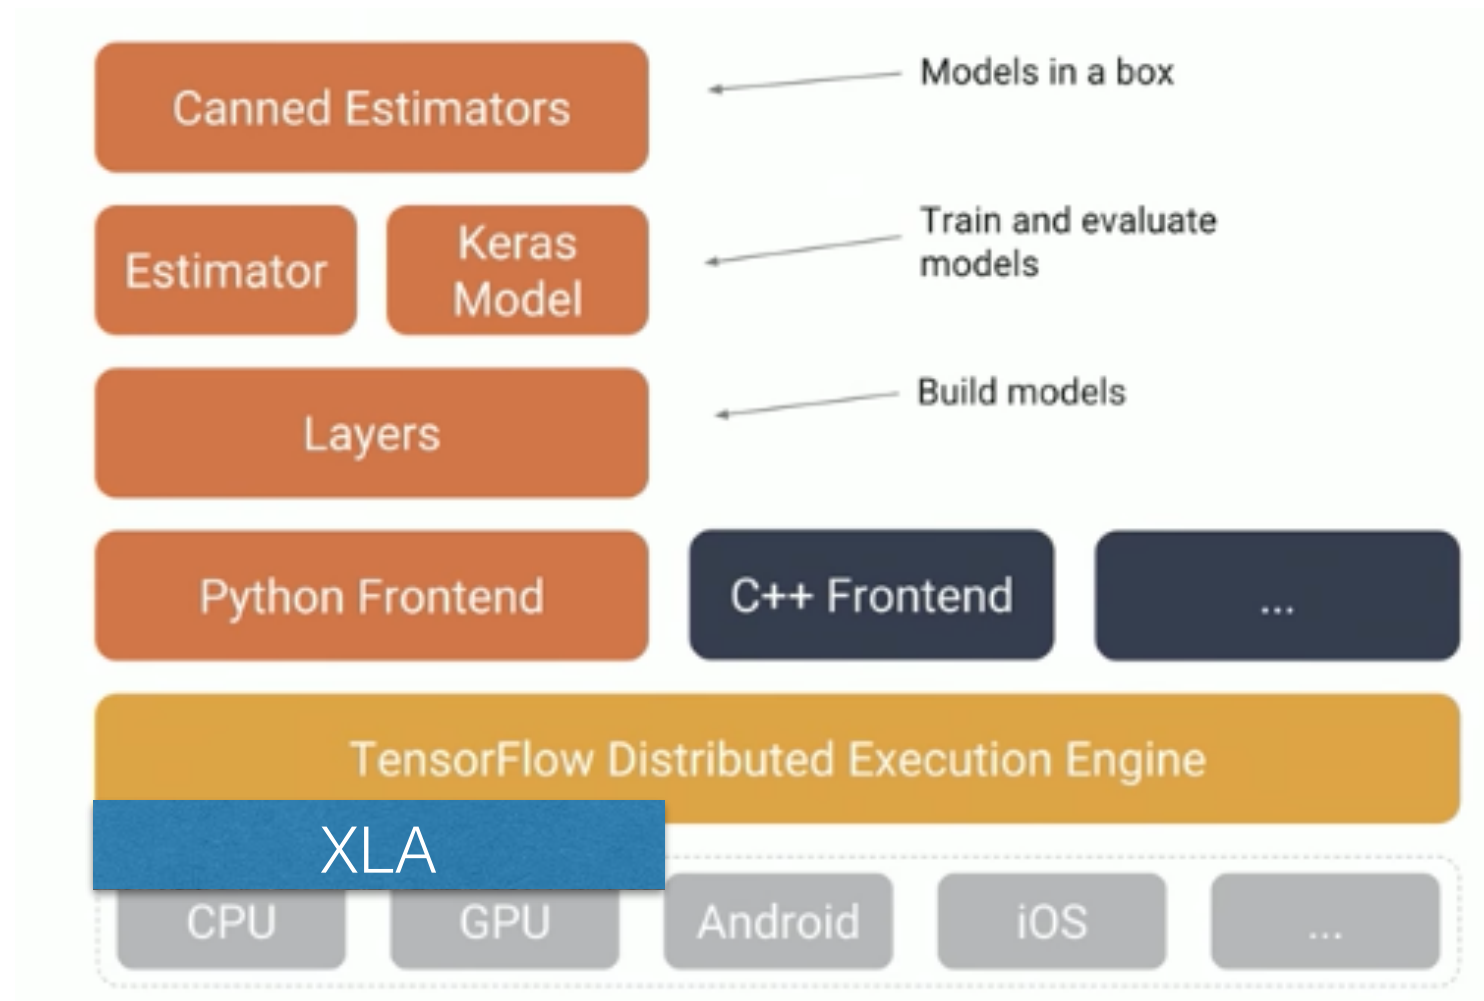 Canned Estimators
Models in a box
Estimator
Keras
Model
Train and evaluate
models
Layers
Build models
Python Frontend
C++ Frontend
...
TensorFlow Distributed Execution Engine
XLA
CPU
GPU
Android
iOS
...